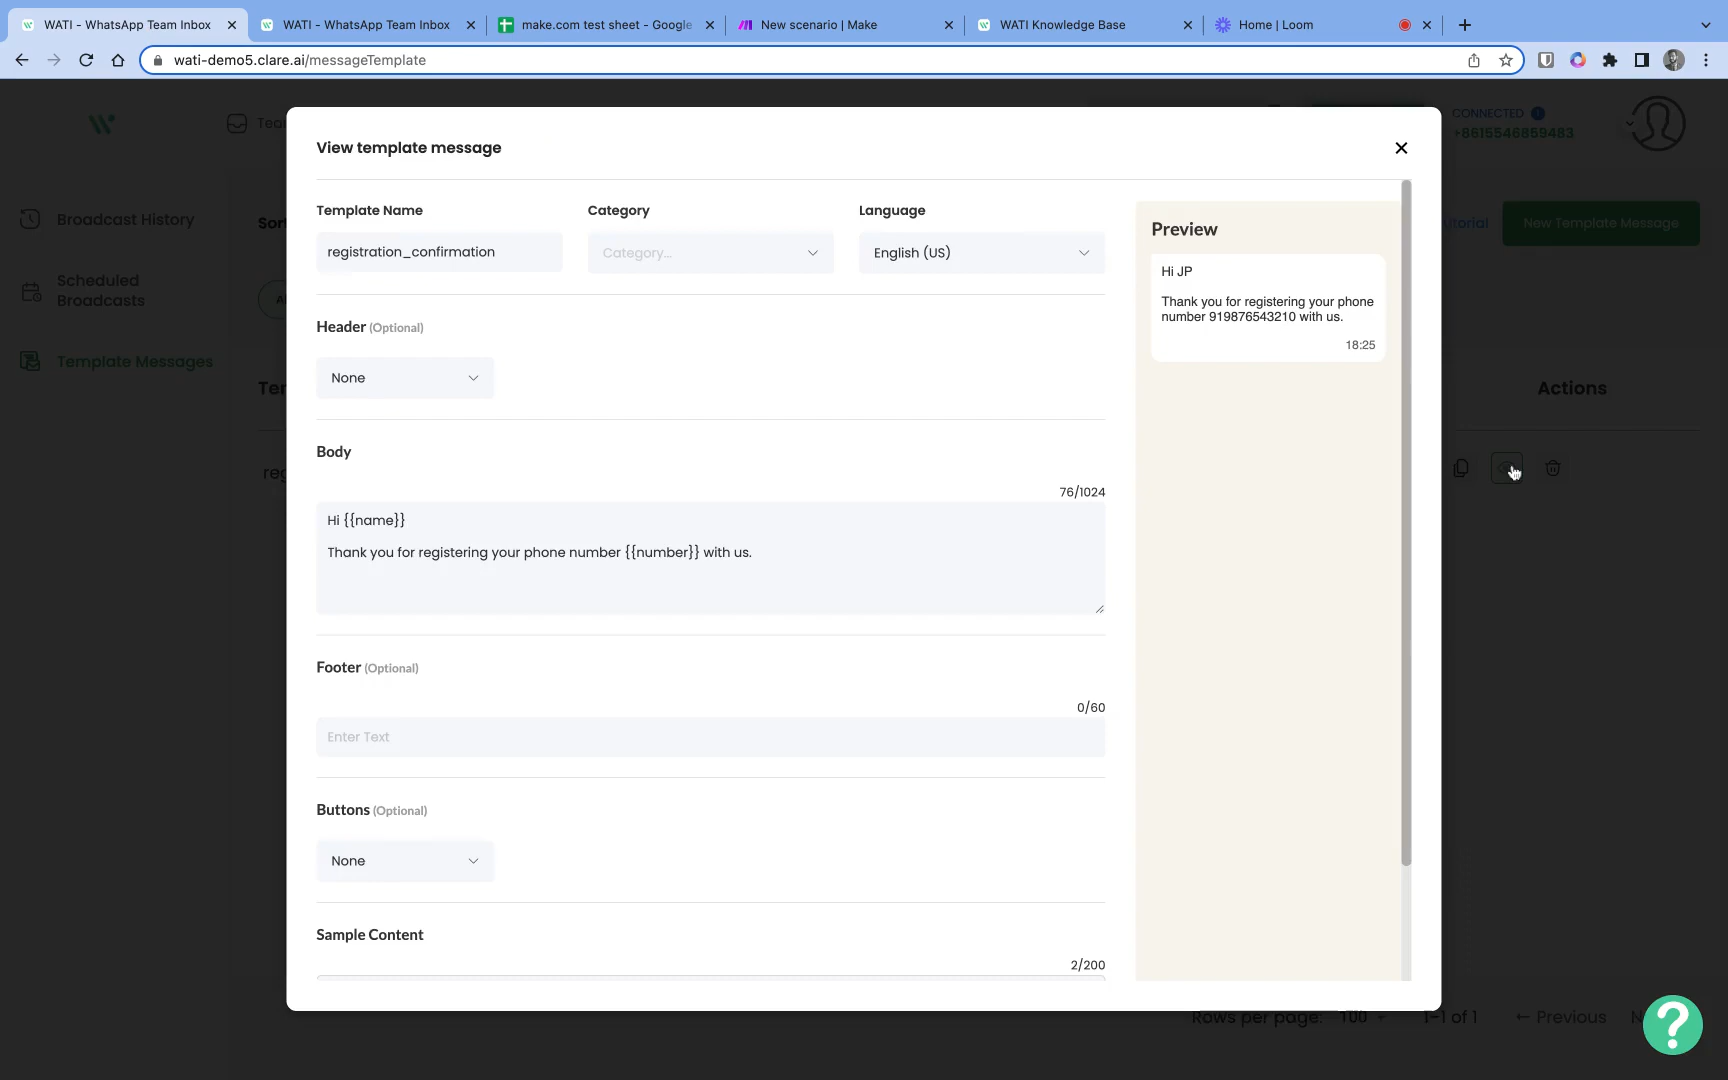 WATI - WhatsApp Team Inbox
WATI - WhatsApp Team Inbox
make.com test sheet - Google
New scenario | Make
WATI Knowledge Base
Home | Loom
wati-demo5.clare.ai/messageTemplate
CONNECTED
+8615546859483
Broadcast History
Scheduled
Broadcasts
Template Messages
New Template Message
Actions
View template message
Template Name
Category
Language
registration_confirmation
Category...
English (US)
Header (Optional)
None
Body
76/1024
Hi {{name}}
Thank you for registering your phone number {{number}} with us.
Footer (Optional)
0/60
Enter Text
Buttons (Optional)
None
Sample Content
2/200
Preview
Hi JP
Thank you for registering your phone
number 919876543210 with us.
18:25
Rows per page: 100
1-1 of 1
← Previous